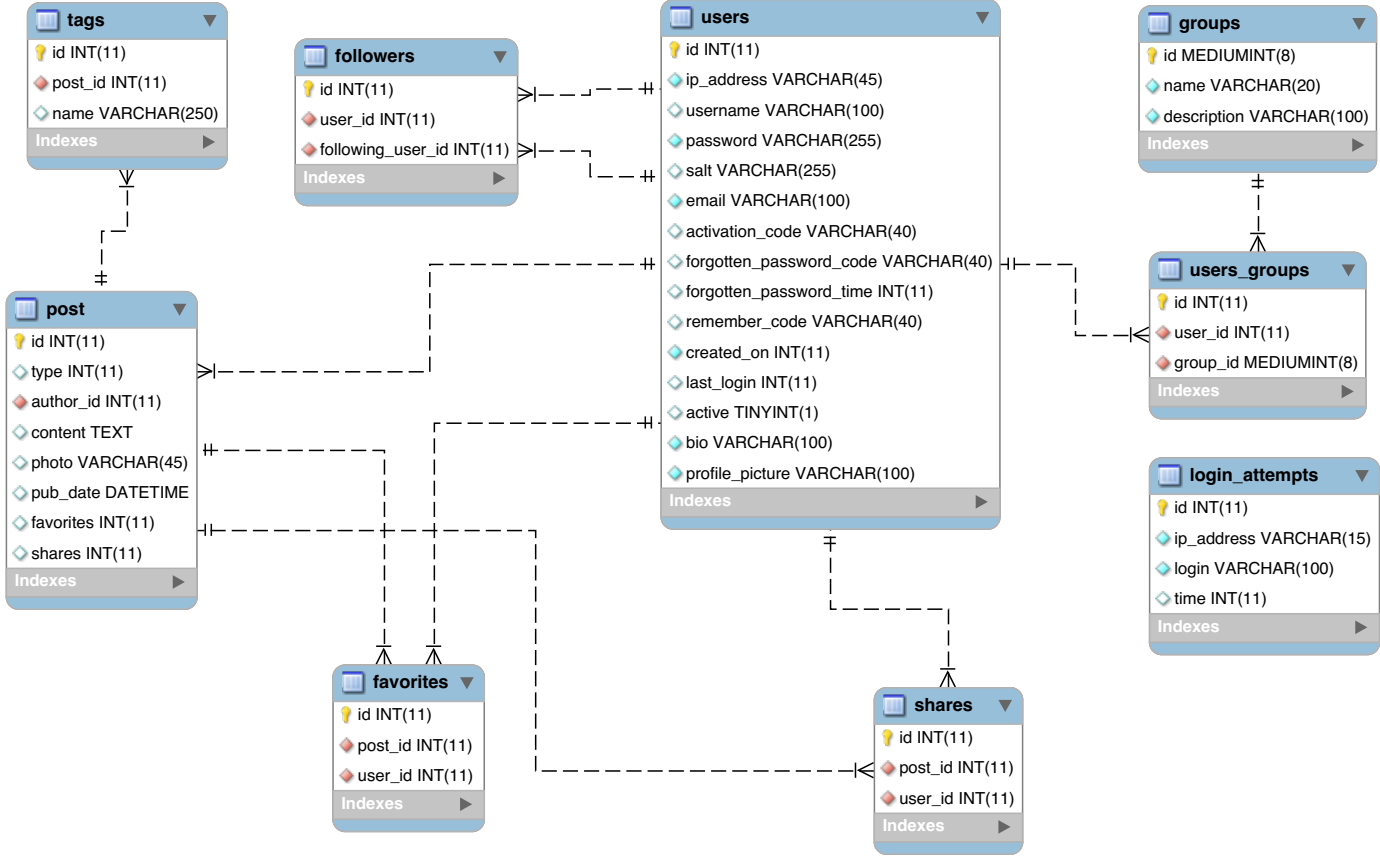 tags
id INT(11)
post_id INT(11)
name VARCHAR(250)
Indexes
followers
id INT(11)
user_id INT(11)
following_user_id INT(11)
Indexes
users
id INT(11)
ip_address VARCHAR(45)
username VARCHAR(100)
password VARCHAR(255)
salt VARCHAR(255)
email VARCHAR(100)
activation_code VARCHAR(40)
forgotten_password_code VARCHAR(40)
forgotten_password_time INT(11)
remember_code VARCHAR(40)
created_on INT(11)
last_login INT(11)
active TINYINT(1)
bio VARCHAR(100)
profile_picture VARCHAR(100)
Indexes
groups
id MEDIUMINT(8)
name VARCHAR(20)
description VARCHAR(100)
Indexes
users_groups
id INT(11)
user_id INT(11)
group_id MEDIUMINT(8)
Indexes
post
id INT(11)
type INT(11)
author_id INT(11)
content TEXT
photo VARCHAR(45)
pub_date DATETIME
favorites INT(11)
shares INT(11)
Indexes
login_attempts
id INT(11)
ip_address VARCHAR(15)
login VARCHAR(100)
time INT(11)
Indexes
favorites
id INT(11)
post_id INT(11)
user_id INT(11)
Indexes
shares
id INT(11)
post_id INT(11)
user_id INT(11)
Indexes